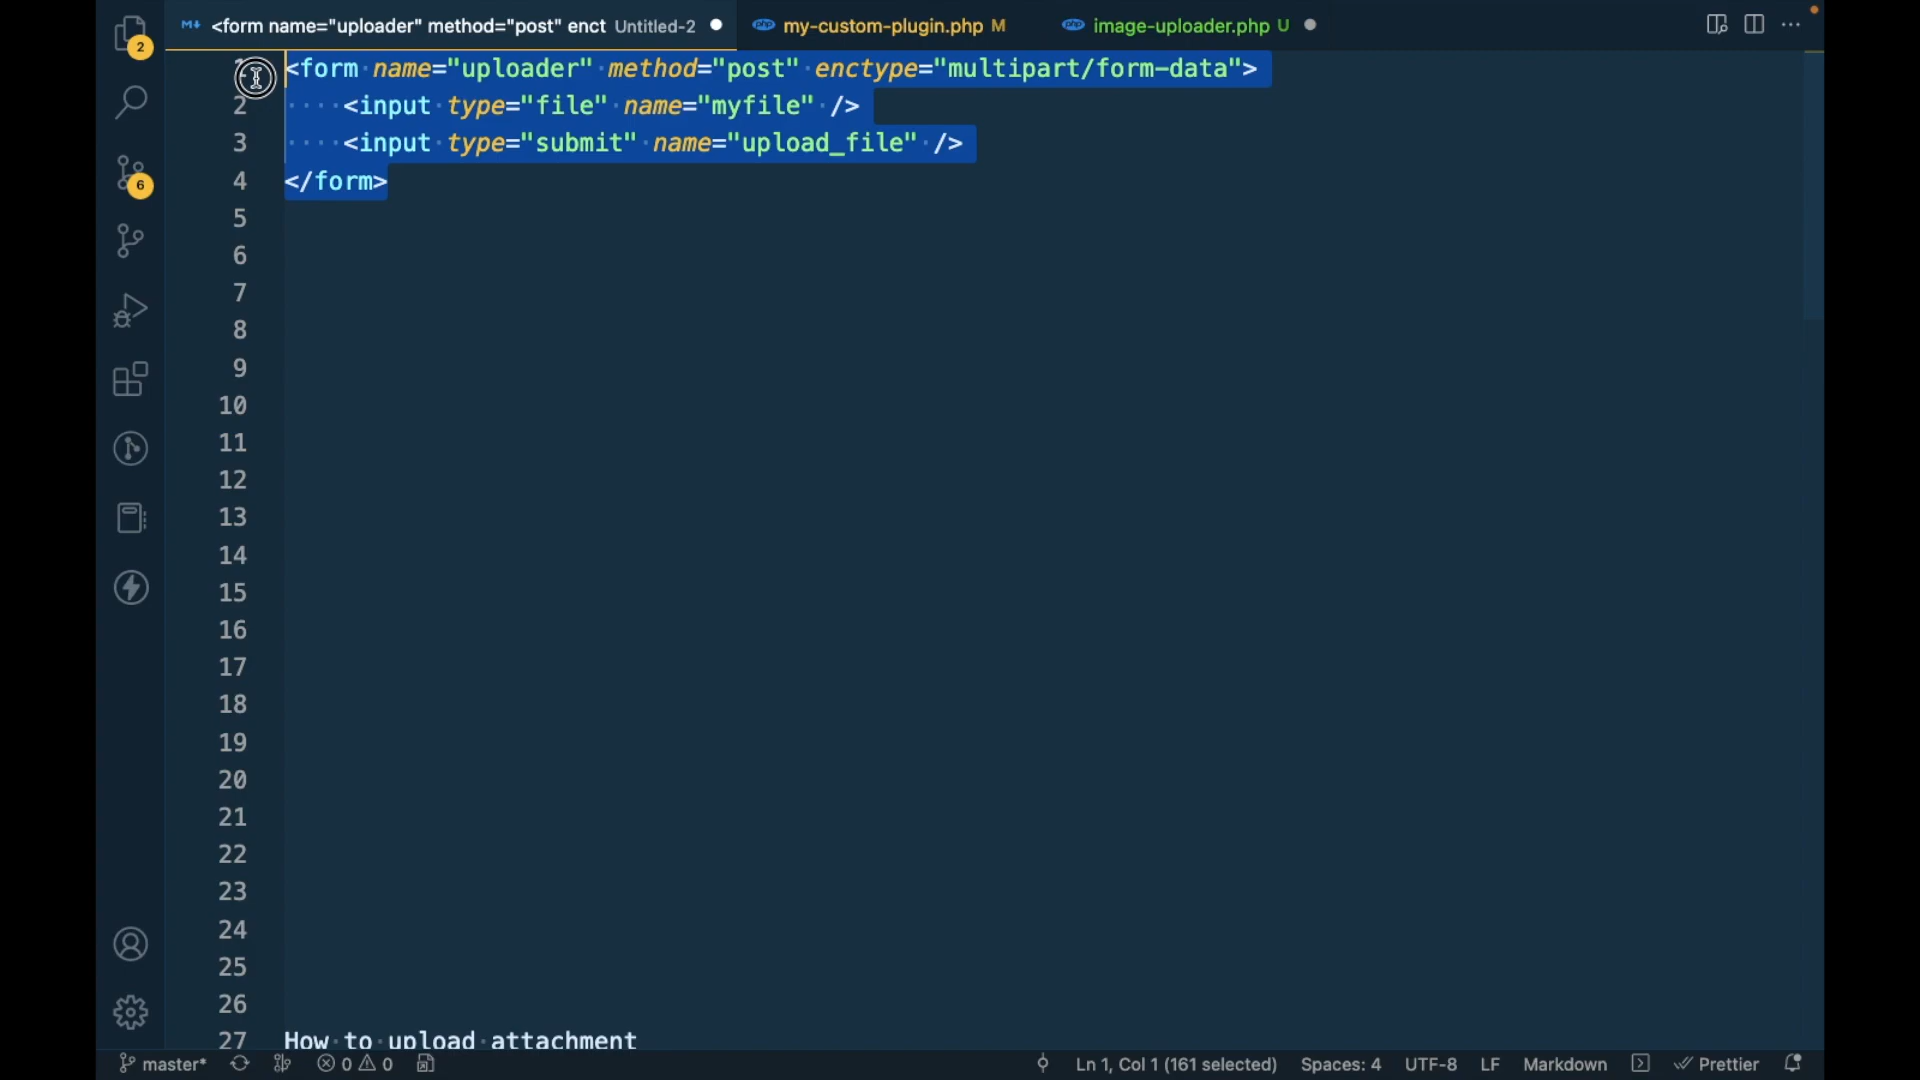 <form name="uploader" method="post" enct Untitled-2
my-custom-plugin.php M
image-uploader.php U
2
6
1 <form name="uploader" method="post" enctype="multipart/form-data">
2 <input type="file" name="myfile" />
3 <input type="submit" name="upload_file" />
4 </form>
5
6
7
8
9
10
11
12
13
14
15
16
17
18
19
20
21
22
23
24
25
26
27 How to upload attachment
master* 0 0 Ln 1, Col 1 (161 selected) Spaces: 4 UTF-8 LF Markdown Prettier